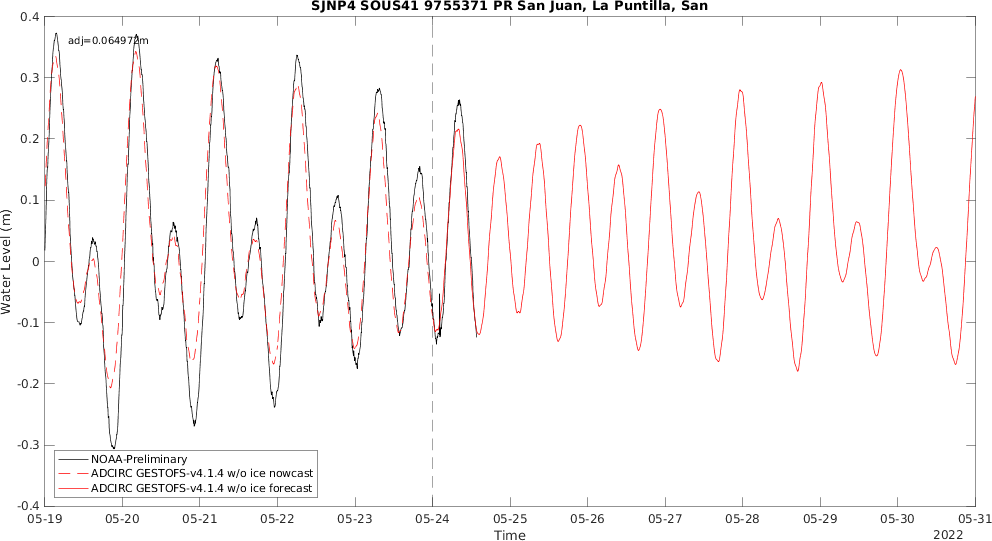 SJNP4 SOUS41 9755371 PR San Juan, La Puntilla, San
adj=0.064972m
0.4
0.3
0.2
0.1
0
-0.1
-0.2
-0.3
-0.4
Water Level (m)
NOAA-Preliminary
ADCIRC GESTOFS-v4.1.4 w/o ice nowcast
ADCIRC GESTOFS-v4.1.4 w/o ice forecast
05-19 05-20 05-21 05-22 05-23 05-24 05-25 05-26 05-27 05-28 05-29 05-30 05-31
Time
2022